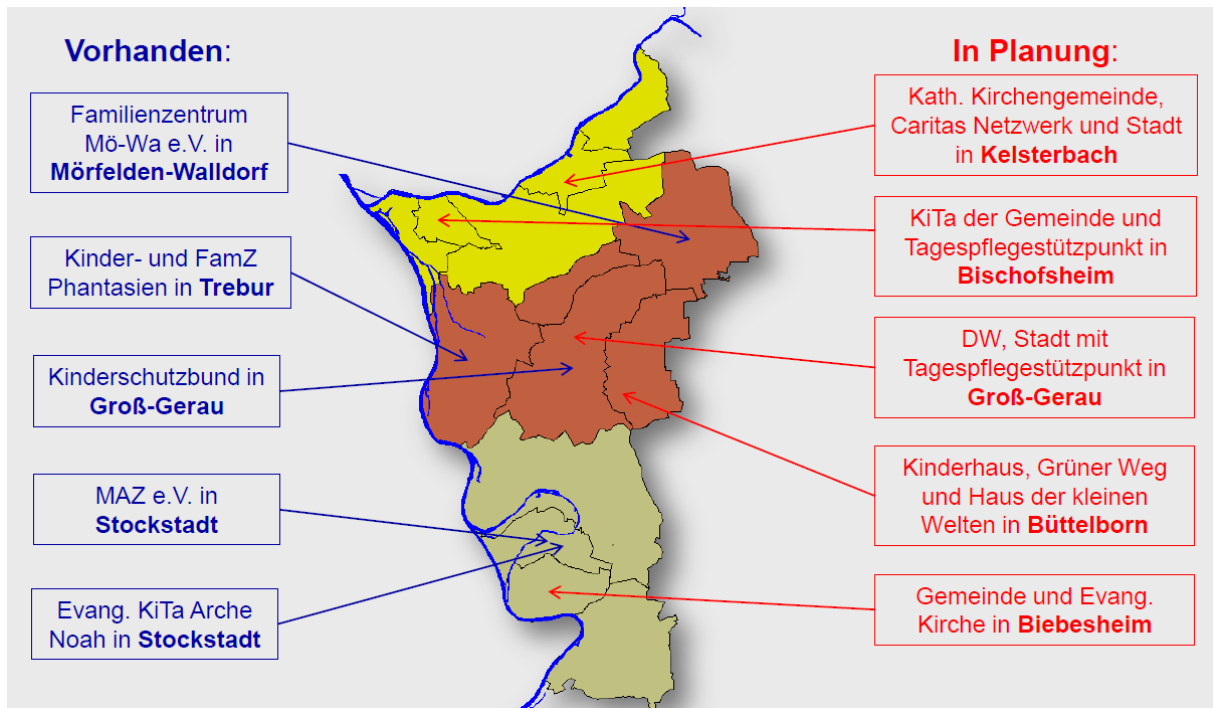 Vorhanden:
Familienzentrum
Mö-Wa e.V. in
Mörfelden-Walldorf
Kinder- und FamZ
Phantasien in Trebur
Kinderschutzbund in
Groß-Gerau
MAZ e.V. in
Stockstadt
Evang. KiTa Arche
Noah in Stockstadt
In Planung:
Kath. Kirchengemeinde,
Caritas Netzwerk und Stadt
in Kelsterbach
KiTa der Gemeinde und
Tagespflegestützpunkt in
Bischofsheim
DW, Stadt mit
Tagespflegestützpunkt in
Groß-Gerau
Kinderhaus, Grüner Weg
und Haus der kleinen
Welten in Büttelborn
Gemeinde und Evang.
Kirche in Biebesheim